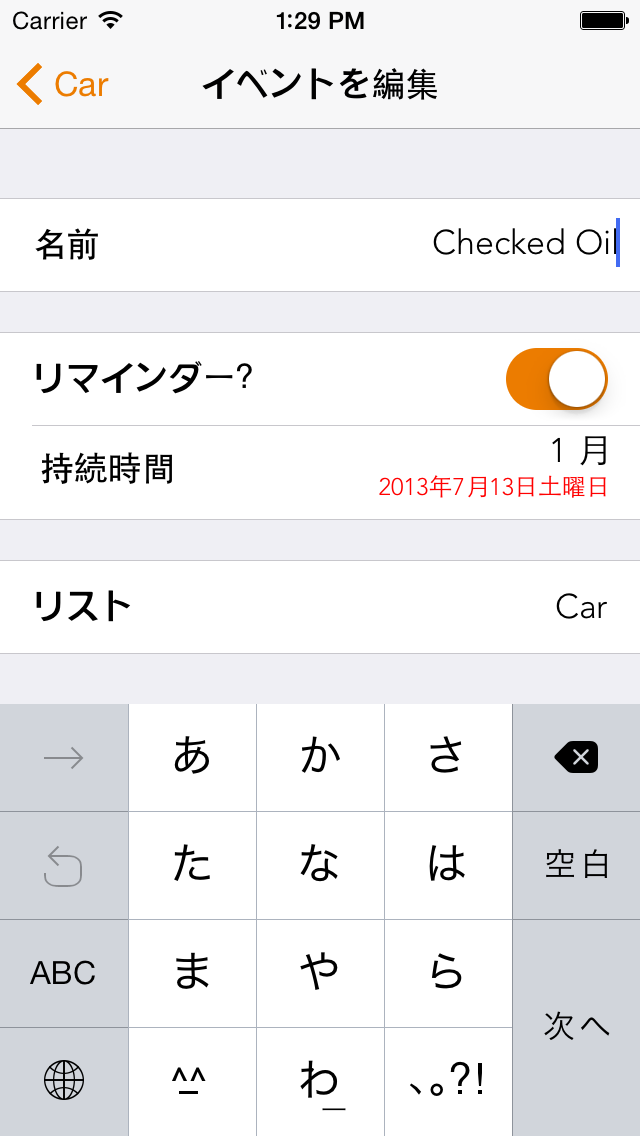 Carrier 1:29 PM
Car イベントを編集
名前 Checked Oil
リマインダー?
持続時間 1 月
2013年7月13日土曜日
リスト Car
→ あ か さ
た な は 空白
ABC ま や ら
^_^ わ_ 、。?! 次へ